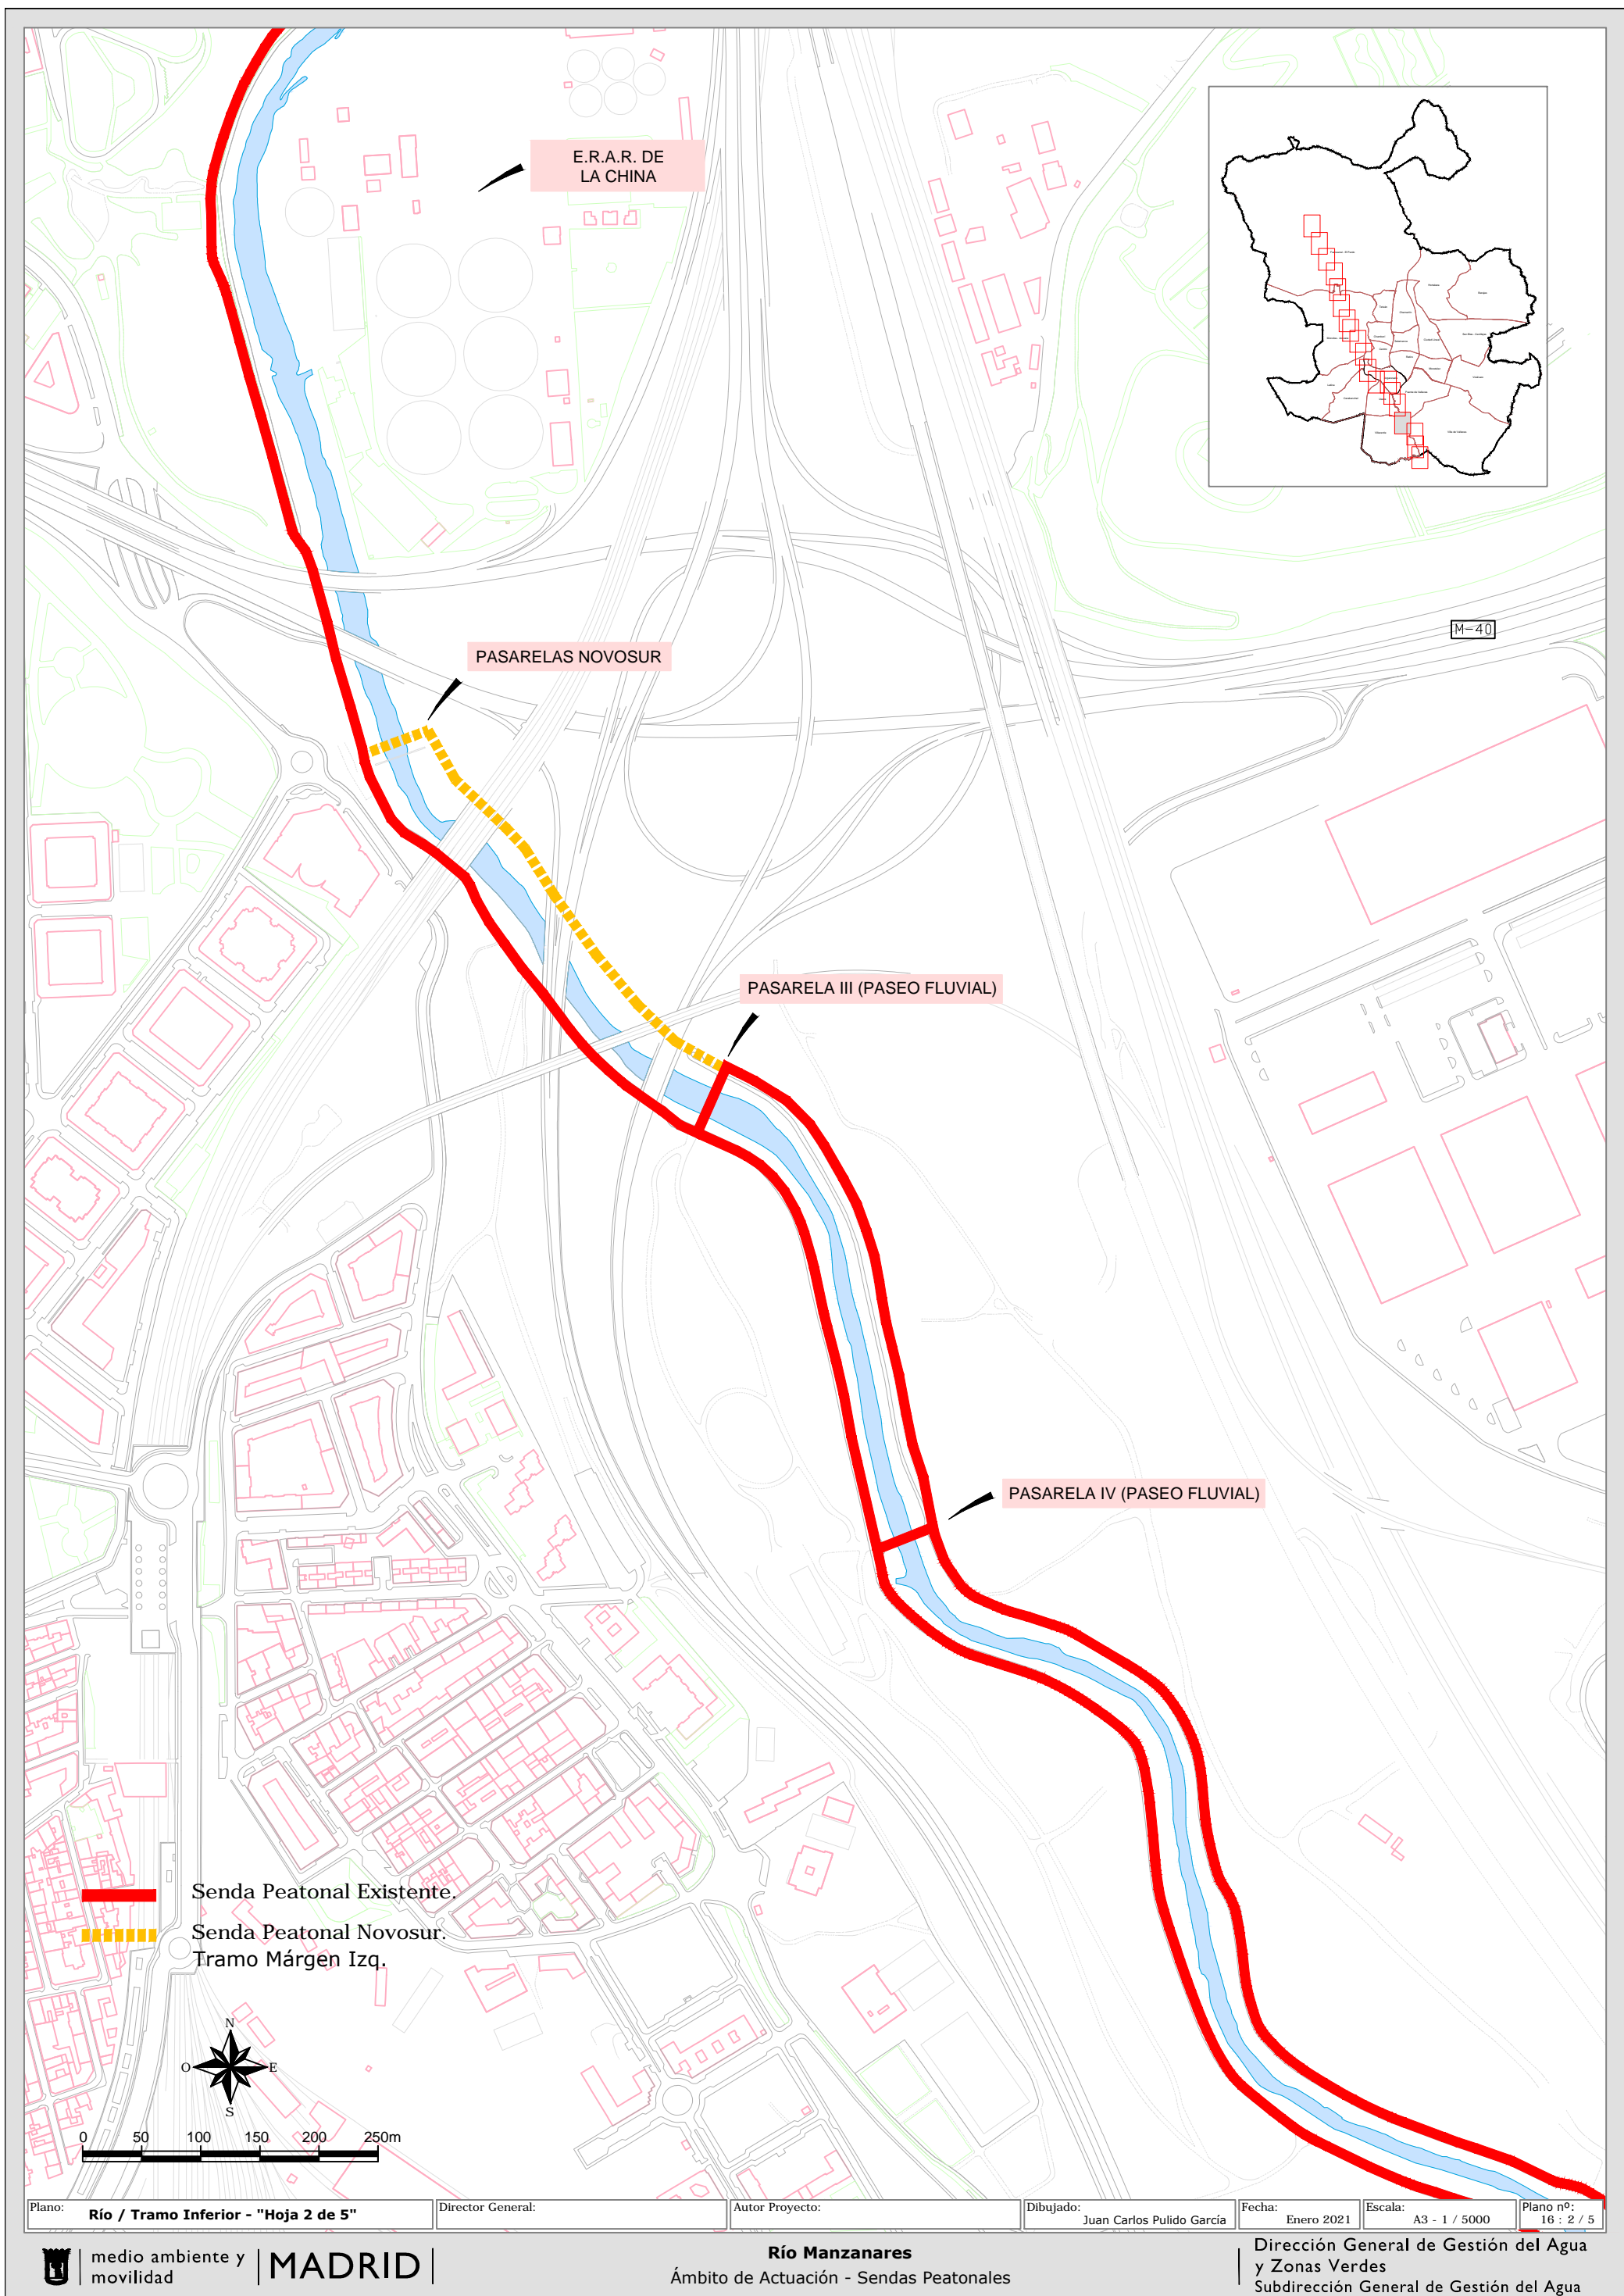 E.R.A.R. DE
LA CHINA
M-40
PASARELAS NOVOSUR
PASARELA III (PASEO FLUVIAL)
PASARELA IV (PASEO FLUVIAL)
Senda Peatonal Existente.
Senda Peatonal Novosur.
Tramo Márgen Izq.
N
O E
S
0 50 100 150 200 250m
Plano:
Río / Tramo Inferior - "Hoja 2 de 5"
Director General:
Autor Proyecto:
Dibujado:
Juan Carlos Pulido García
Fecha:
Enero 2021
Escala:
A3 - 1 / 5000
Plano nº:
16 : 2 / 5
medio ambiente y
movilidad
MADRID
Río Manzanares
Ámbito de Actuación - Sendas Peatonales
Dirección General de Gestión del Agua
y Zonas Verdes
Subdirección General de Gestión del Agua